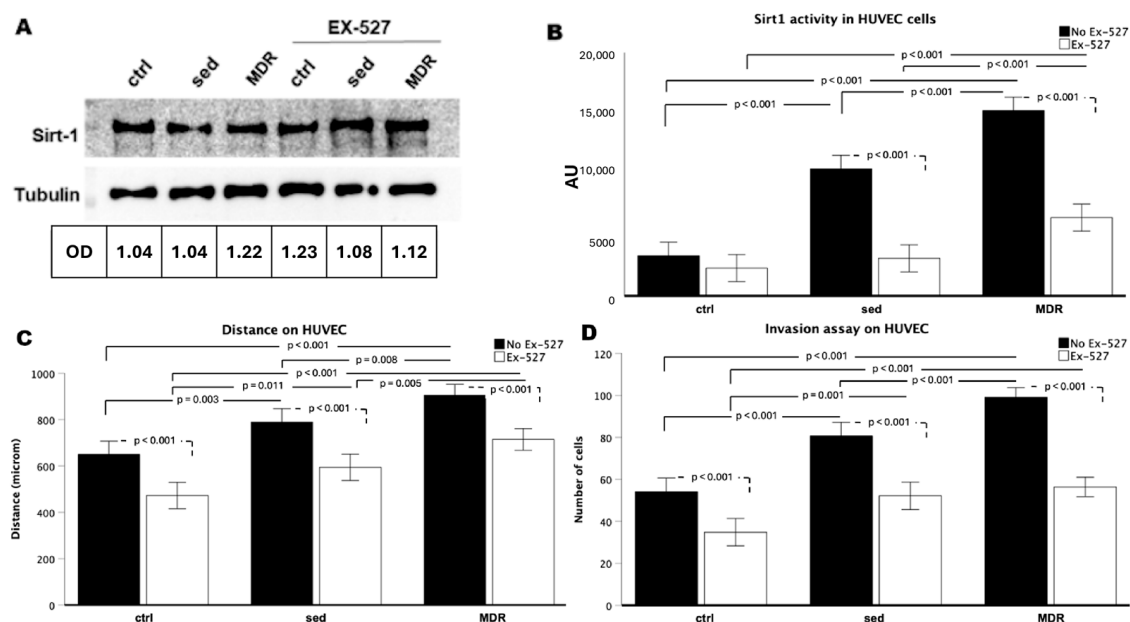 A
EX-527
ctrl sed MDR ctrl sed MDR
Sirt-1
Tubulin
OD 1.04 1.04 1.22 1.23 1.08 1.12
B
Sirt1 activity in HUVEC cells
No Ex-527
Ex-527
AU
20,000
15,000
10,000
5000
0
p < 0.001
p < 0.001
p < 0.001
p < 0.001
p < 0.001
p < 0.001
p < 0.001
ctrl sed MDR
C
Distance on HUVEC
No Ex-527
Ex-527
Distance (microm)
1000
800
600
400
200
0
p < 0.001
p = 0.008
p < 0.001
p = 0.011
p = 0.005
p = 0.003
p < 0.001
p < 0.001
p < 0.001
ctrl sed MDR
D
Invasion assay on HUVEC
No Ex-527
Ex-527
Number of cells
120
100
80
60
40
20
0
p < 0.001
p < 0.001
p < 0.001
p = 0.001
p < 0.001
p < 0.001
p < 0.001
p < 0.001
ctrl sed MDR